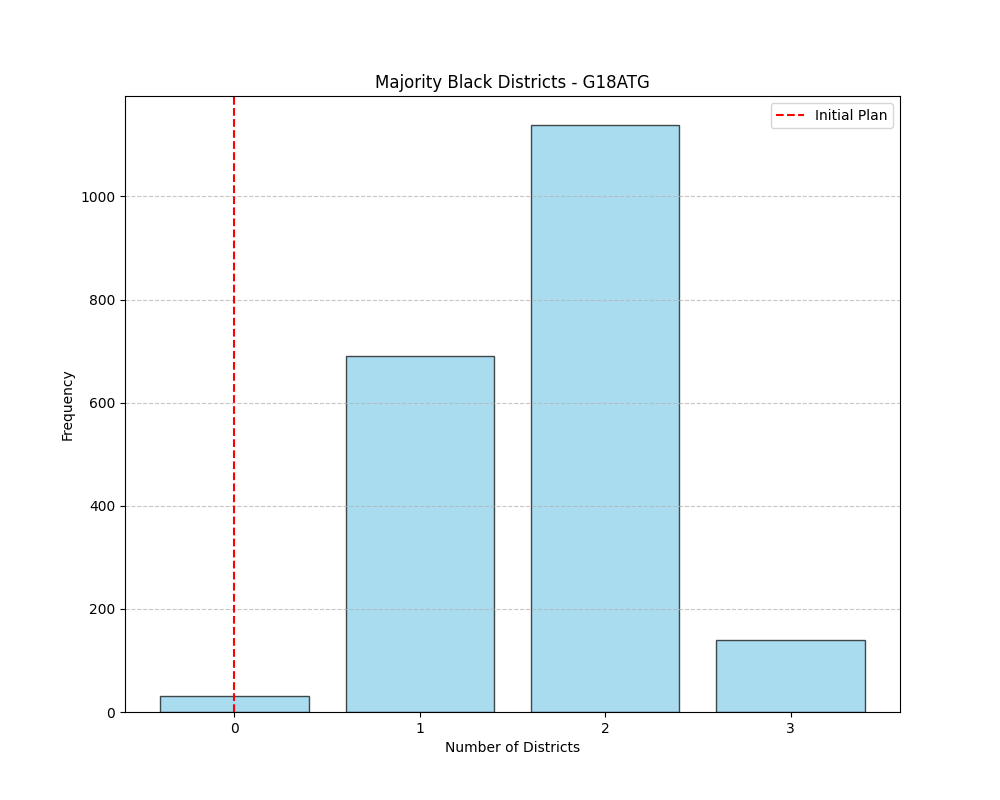 Majority Black Districts - G18ATG
Initial Plan
1000
800
600
400
200
0
Frequency
0 1 2 3
Number of Districts